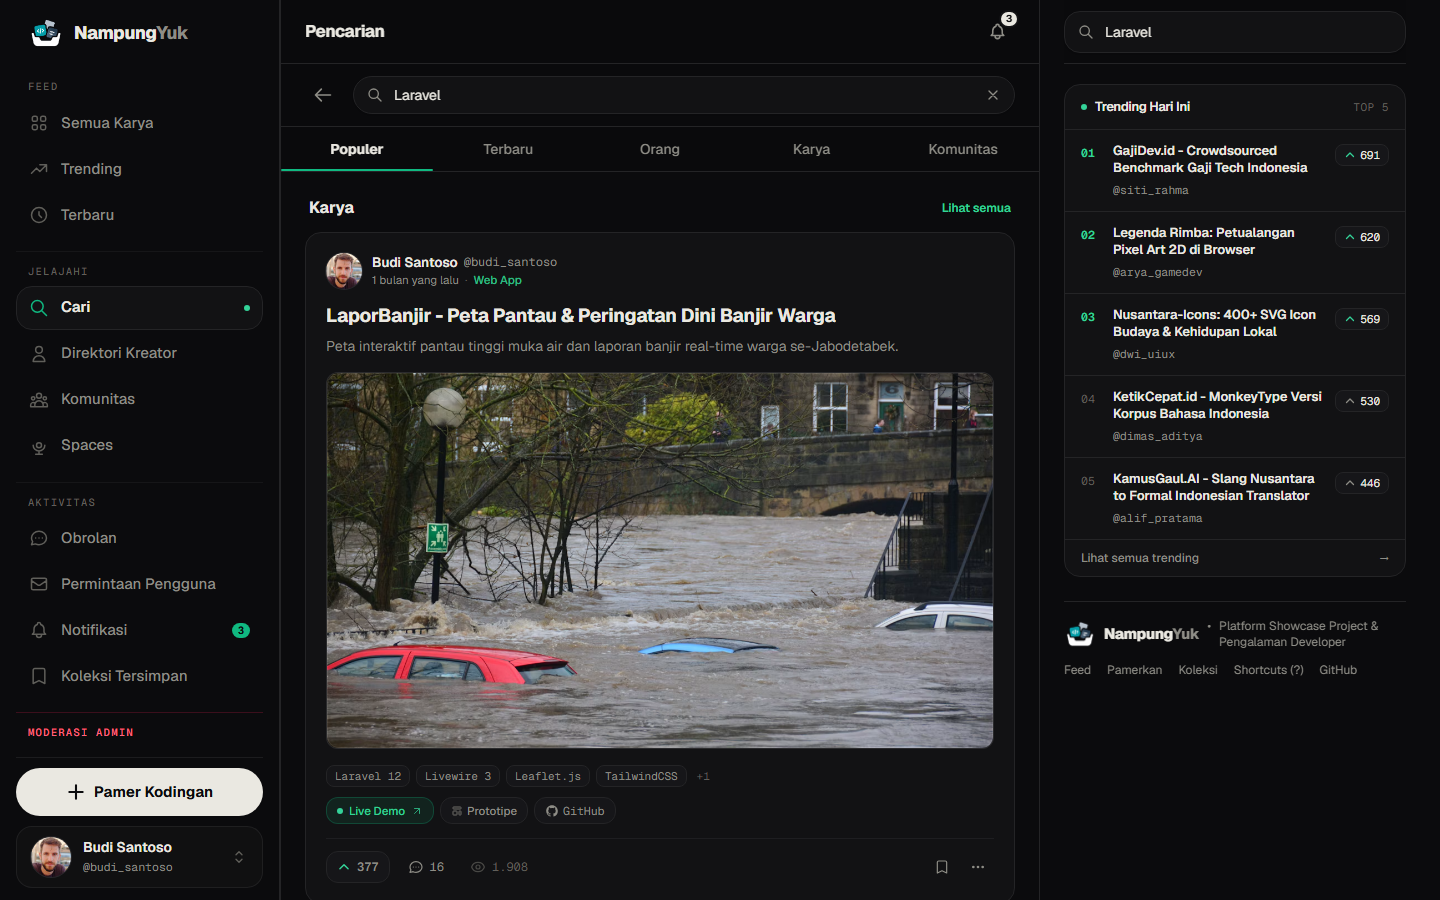 NampungYuk
FEED
Semua Karya
Trending
Terbaru
JELAJAHI
Cari
Direktori Kreator
Komunitas
Spaces
AKTIVITAS
Obrolan
Permintaan Pengguna
Notifikasi 3
Koleksi Tersimpan
MODERASI ADMIN
Pamer Kodingan
Budi Santoso
@budi_santoso
Pencarian 3
Laravel
Populer Terbaru Orang Karya Komunitas
Karya Lihat semua
Budi Santoso @budi_santoso
1 bulan yang lalu · Web App
LaporBanjir - Peta Pantau & Peringatan Dini Banjir Warga
Peta interaktif pantau tinggi muka air dan laporan banjir real-time warga se-Jabodetabek.
Laravel 12 Livewire 3 Leaflet.js TailwindCSS +1
Live Demo Prototipe GitHub
377 16 1.908
Laravel
Trending Hari Ini TOP 5
01 GajiDev.id - Crowdsourced 691
Benchmark Gaji Tech Indonesia
@siti_rahma
02 Legenda Rimba: Petualangan 620
Pixel Art 2D di Browser
@arya_gamedev
03 Nusantara-Icons: 400+ SVG Icon 569
Budaya & Kehidupan Lokal
@dwi_uiux
04 KetikCepat.id - MonkeyType Versi 530
Korpus Bahasa Indonesia
@dimas_aditya
05 KamusGaul.AI - Slang Nusantara 446
to Formal Indonesian Translator
@alif_pratama
Lihat semua trending →
NampungYuk • Platform Showcase Project &
Pengalaman Developer
Feed Pamerkan Koleksi Shortcuts (?) GitHub